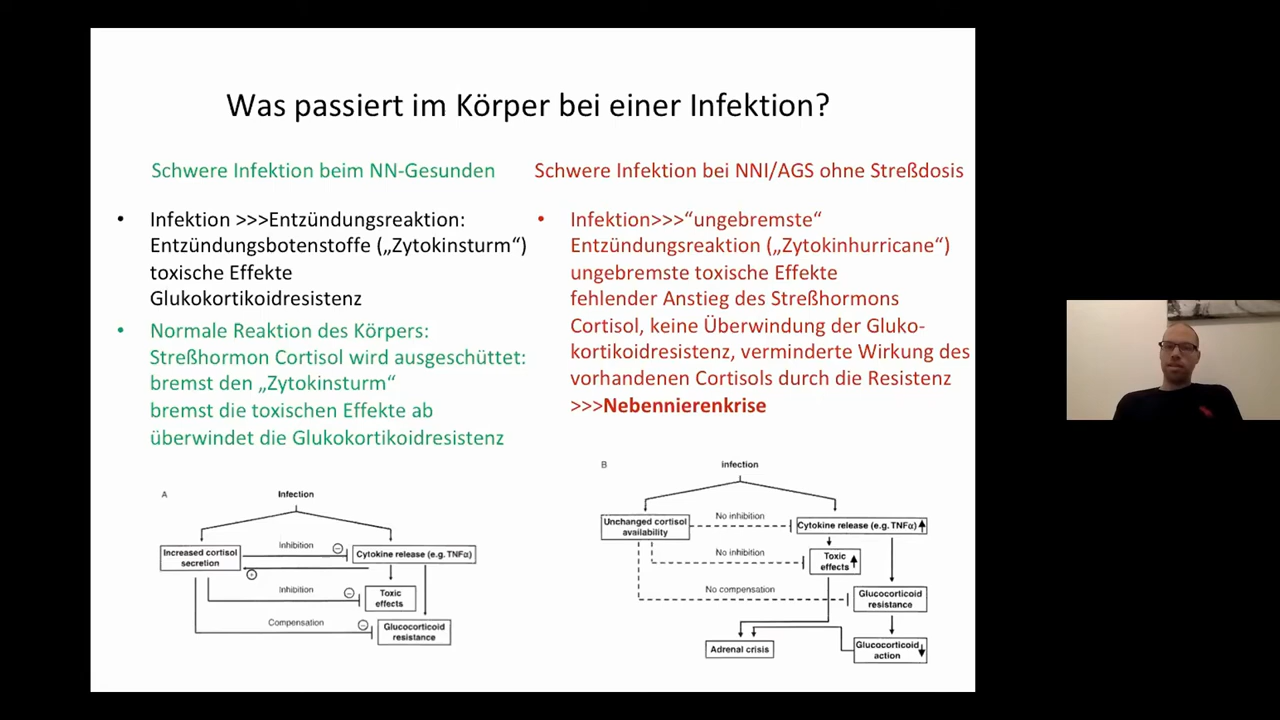 Was passiert im Körper bei einer Infektion?
Schwere Infektion beim NN-Gesunden
• Infektion >>>Entzündungsreaktion:
Entzündungsbotenstoffe („Zytokinsturm“)
toxische Effekte
Glukokortikoidresistenz
• Normale Reaktion des Körpers:
Streßhormon Cortisol wird ausgeschüttet:
bremst den „Zytokinsturm“
bremst die toxischen Effekte ab
überwindet die Glukokortikoidresistenz
Schwere Infektion bei NNI/AGS ohne Streßdosis
• Infektion>>>“ungebremste“
Entzündungsreaktion („Zytokinhurricane“)
ungebremste toxische Effekte
fehlender Anstieg des Streßhormons
Cortisol, keine Überwindung der Gluko-
kortikoidresistenz, verminderte Wirkung des
vorhandenen Cortisols durch die Resistenz
>>>Nebennierenkrise
A
Infection
Increased cortisol
secretion
Inhibition
Cytokine release (e.g. TNFα)
Inhibition
Toxic
effects
Compensation
Glucocorticoid
resistance
B
Infection
Unchanged cortisol
availability
No inhibition
Cytokine release (e.g. TNFα)
No inhibition
Toxic
effects
No compensation
Glucocorticoid
resistance
Adrenal crisis
Glucocorticoid
action